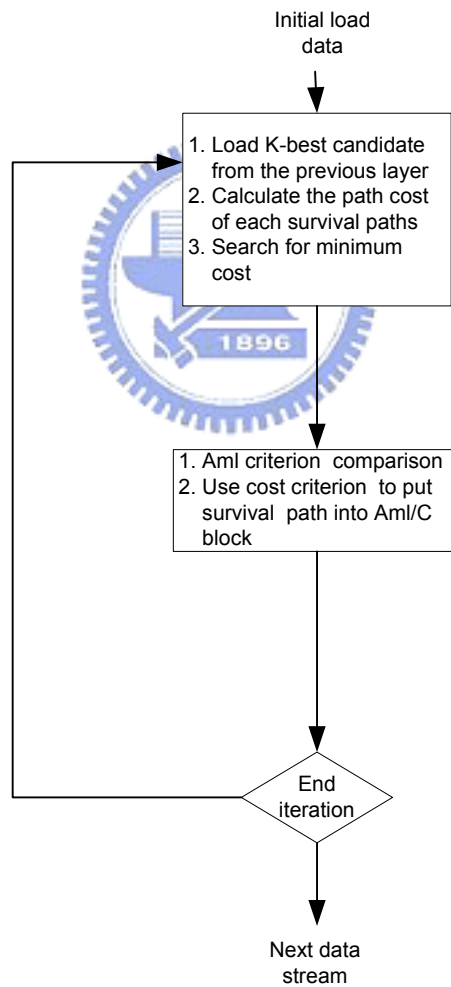 Initial load
data
1. Load K-best candidate
from the previous layer
2. Calculate the path cost
of each survival paths
3. Search for minimum
cost
1896
1. Aml criterion comparison
2. Use cost criterion to put
survival path into Aml/C
block
End
iteration
Next data
stream